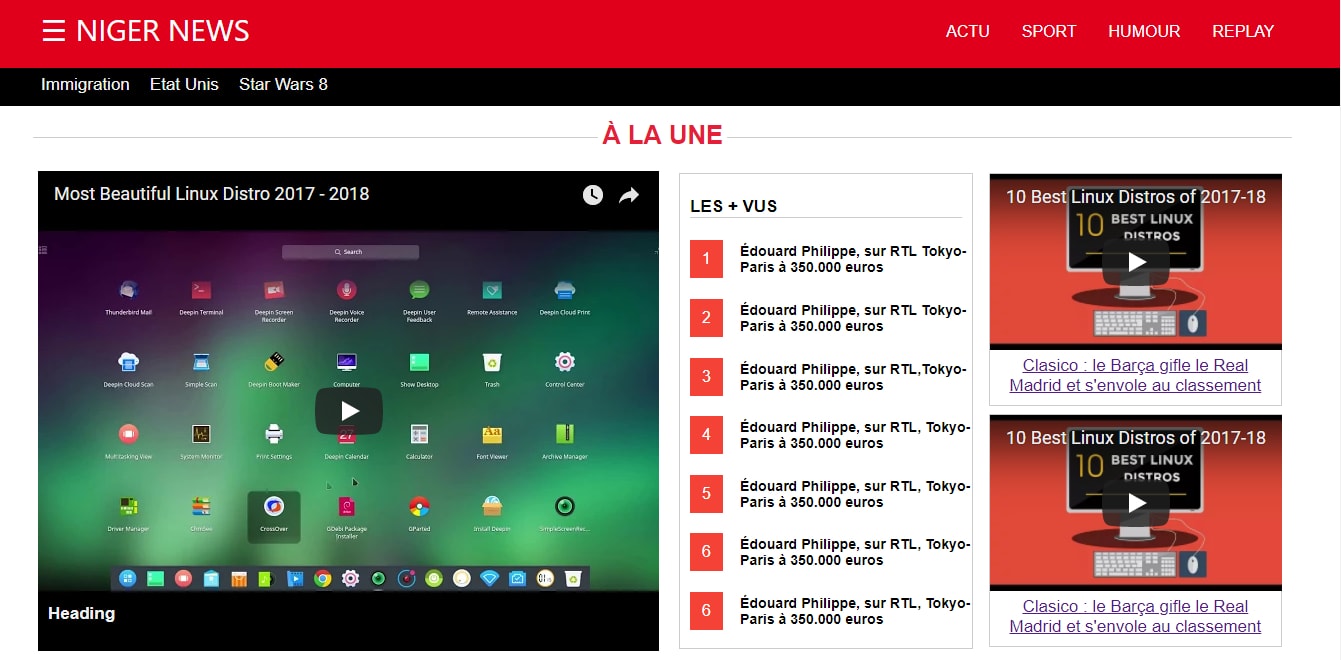 ☰ NIGER NEWS
ACTU SPORT HUMOUR REPLAY
Immigration Etat Unis Star Wars 8
À LA UNE
Most Beautiful Linux Distro 2017 - 2018
Search
Thunderbird Mail
Deepin Terminal
Deepin Screen
Recorder
Deepin Voice
Recorder
Deepin User
Feedback
Remote Assistance
Deepin Cloud Print
Deepin Cloud Scan
Simple Scan
Deepin Boot Maker
Computer
Show Desktop
Trash
Control Center
Multitasking View
System Monitor
Print Settings
27
Deepin Calendar
Calculator
Aa
Font Viewer
Archive Manager
Driver Manager
CrossOver
GDebi Package
Installer
GParted
Install Deepin
SimpleScreenRec...
Heading
LES + VUS
1
Édouard Philippe, sur RTL Tokyo-
Paris à 350.000 euros
2
Édouard Philippe, sur RTL Tokyo-
Paris à 350.000 euros
3
Édouard Philippe, sur RTL,Tokyo-
Paris à 350.000 euros
4
Édouard Philippe, sur RTL, Tokyo-
Paris à 350.000 euros
5
Édouard Philippe, sur RTL, Tokyo-
Paris à 350.000 euros
6
Édouard Philippe, sur RTL, Tokyo-
Paris à 350.000 euros
6
Édouard Philippe, sur RTL, Tokyo-
Paris à 350.000 euros
10 Best Linux Distros of 2017-18
10 BEST LINUX
DISTROS
Clasico : le Barça gifle le Real
Madrid et s'envole au classement
10 Best Linux Distros of 2017-18
10 BEST LINUX
DISTROS
Clasico : le Barça gifle le Real
Madrid et s'envole au classement